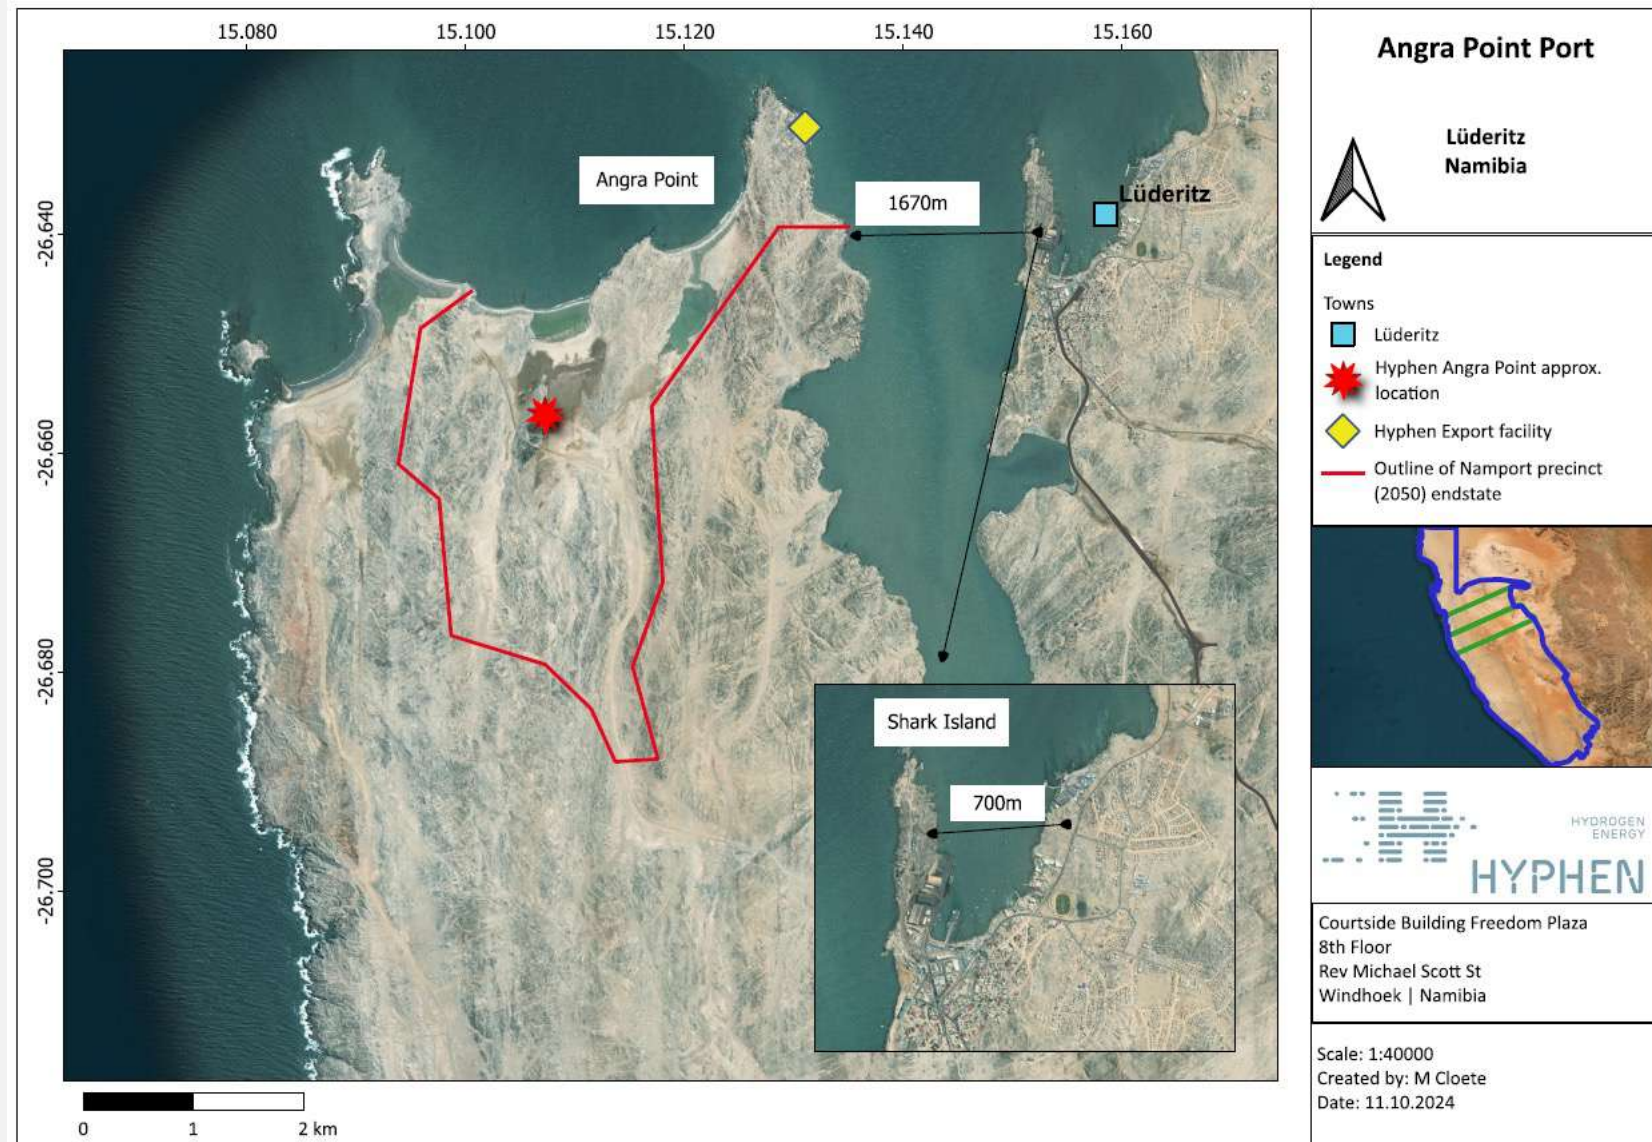 15.080
15.100
15.120
15.140
15.160
-26.640
-26.660
-26.680
-26.700
Angra Point
1670m
Lüderitz
Shark Island
700m
0 1 2 km
Angra Point Port
Lüderitz
Namibia
Legend
Towns
Lüderitz
Hyphen Angra Point approx.
location
Hyphen Export facility
Outline of Namport precinct
(2050) endstate
HYDROGEN
ENERGY
HYPHEN
Courtside Building Freedom Plaza
8th Floor
Rev Michael Scott St
Windhoek | Namibia
Scale: 1:40000
Created by: M Cloete
Date: 11.10.2024